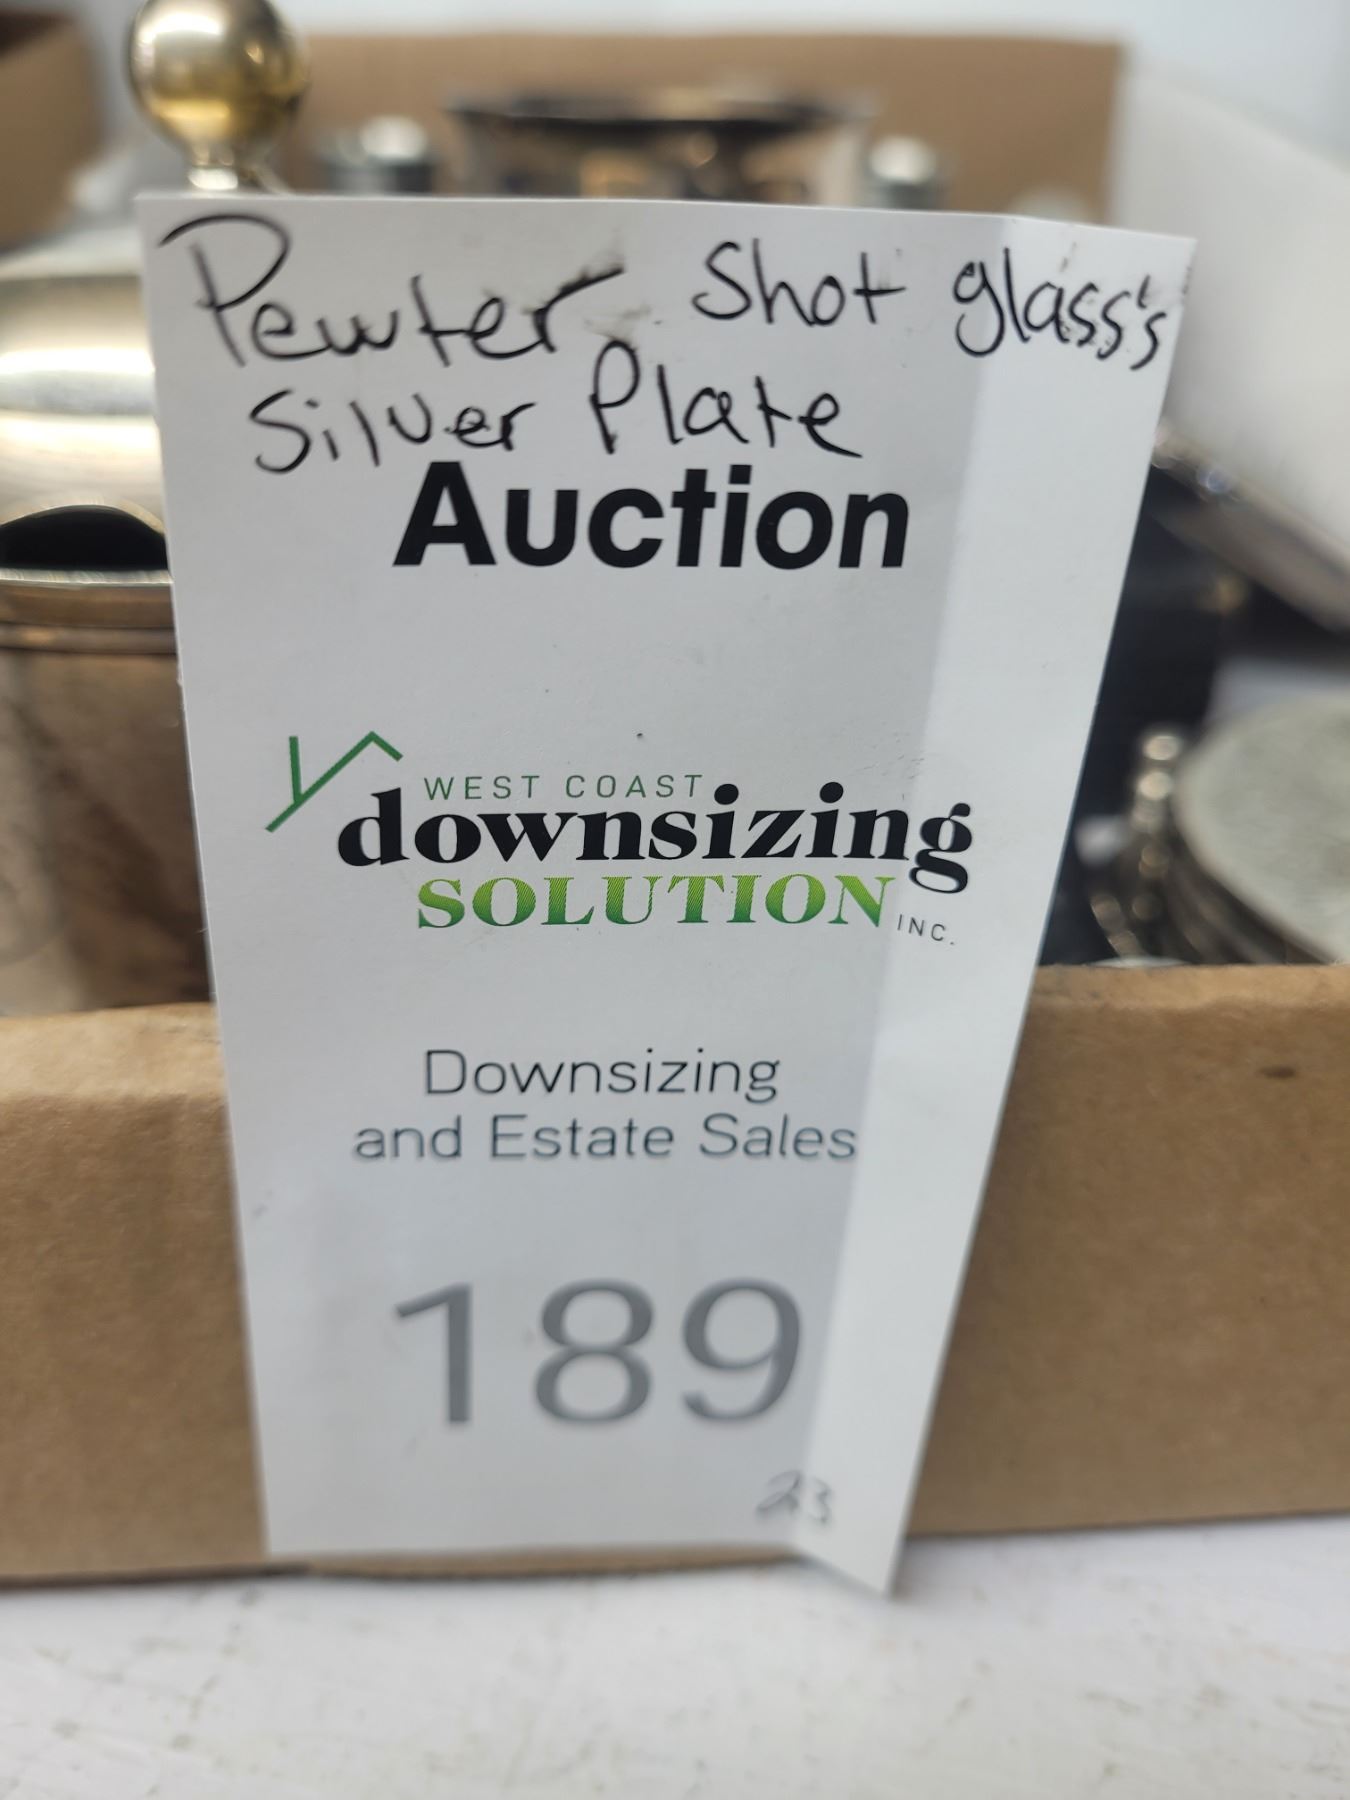 Pewter Shot glass's
Silver Plate
Auction
WEST COAST
downsizing
SOLUTION INC.
Downsizing
and Estate Sales
189
23